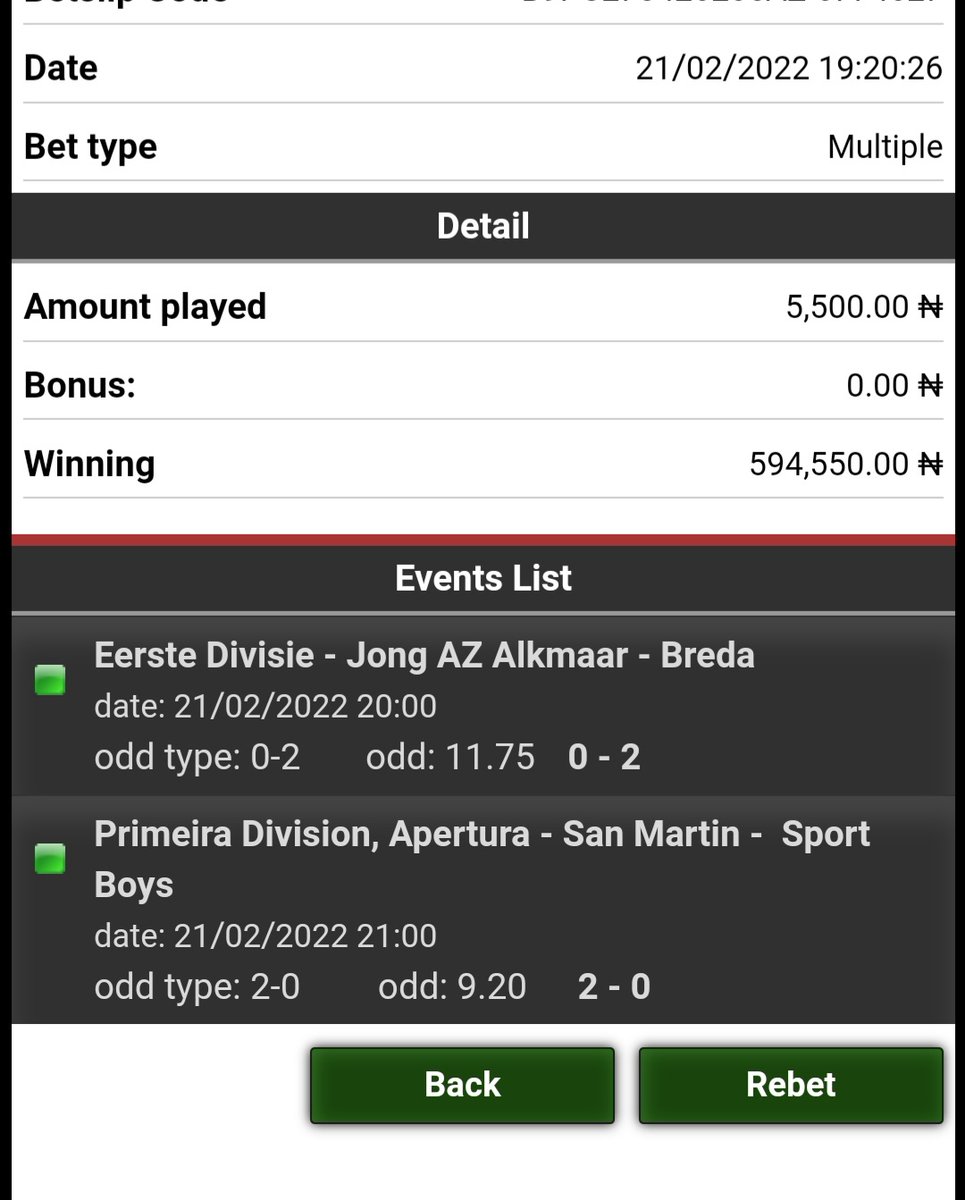 Date 21/02/2022 19:20:26
Bet type Multiple
Detail
Amount played 5,500.00 ₦
Bonus: 0.00 ₦
Winning 594,550.00 ₦
Events List
Eerste Divisie - Jong AZ Alkmaar - Breda
date: 21/02/2022 20:00
odd type: 0-2 odd: 11.75 0 - 2
Primeira Division, Apertura - San Martin - Sport
Boys
date: 21/02/2022 21:00
odd type: 2-0 odd: 9.20 2 - 0
Back Rebet